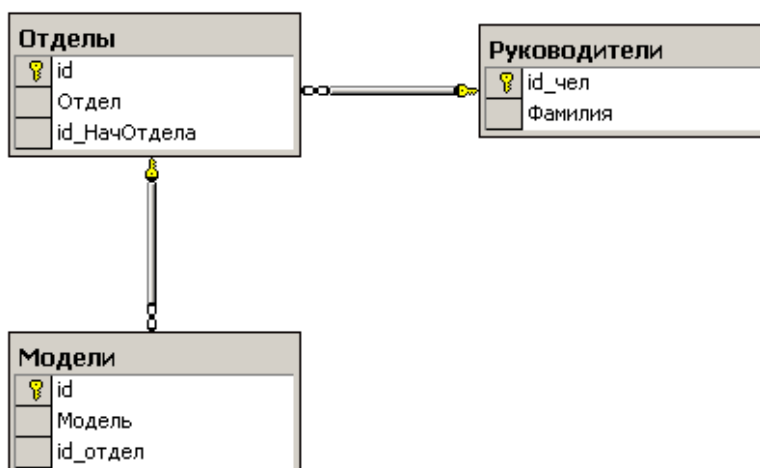 Отделы
id
Отдел
id_НачОтдела
Руководители
id_чел
Фамилия
Модели
id
Модель
id_отдел